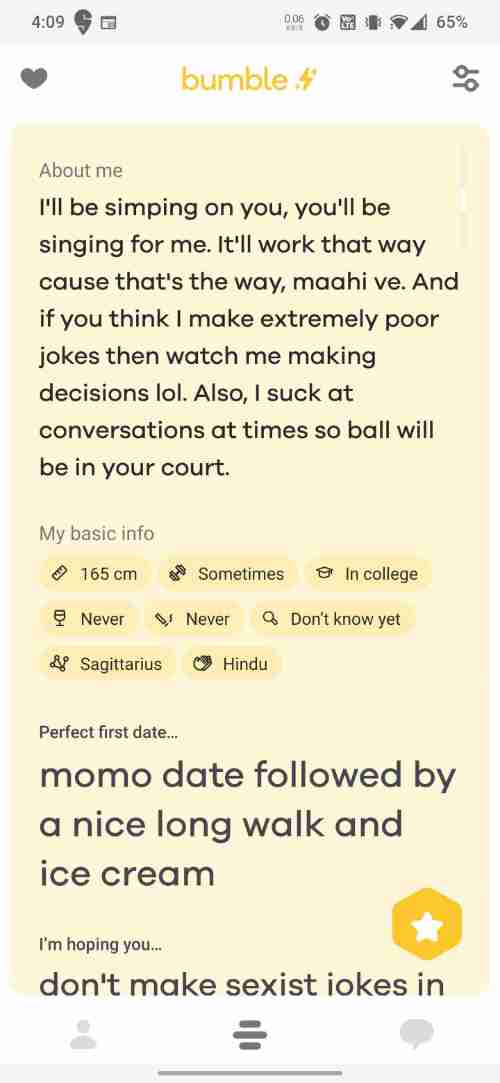 4:09
0.06
KB/S
Vo
LTE
65%
bumble
About me
I'll be simping on you, you'll be
singing for me. It'll work that way
cause that's the way, maahi ve. And
if you think I make extremely poor
jokes then watch me making
decisions lol. Also, I suck at
conversations at times so ball will
be in your court.
My basic info
165 cm Sometimes In college
Never Never Don't know yet
Sagittarius Hindu
Perfect first date...
momo date followed by
a nice long walk and
ice cream
I'm hoping you...
don't make sexist jokes in